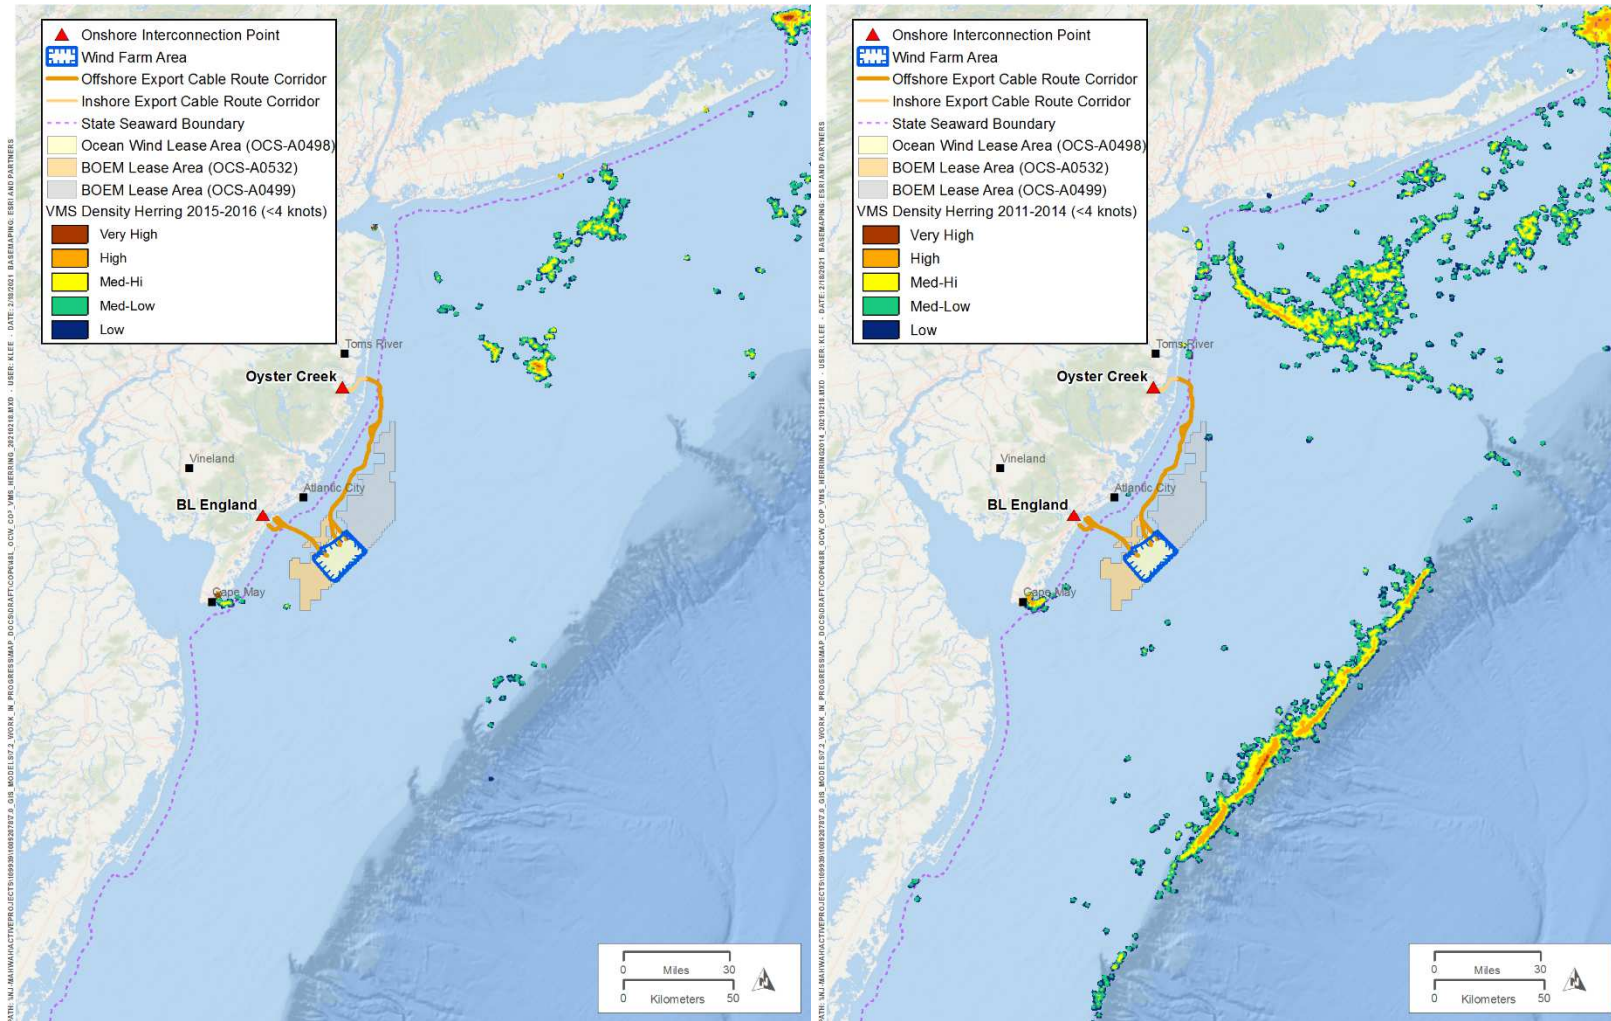 Onshore Interconnection Point
Wind Farm Area
Offshore Export Cable Route Corridor
Inshore Export Cable Route Corridor
State Seaward Boundary
Ocean Wind Lease Area (OCS-A0498)
BOEM Lease Area (OCS-A0532)
BOEM Lease Area (OCS-A0499)
VMS Density Herring 2015-2016 (<4 knots)
Very High
High
Med-Hi
Med-Low
Low
Toms River
Oyster Creek
Vineland
Atlantic City
BL England
Cape May
0 Miles 30
0 Kilometers 50
N
Onshore Interconnection Point
Wind Farm Area
Offshore Export Cable Route Corridor
Inshore Export Cable Route Corridor
State Seaward Boundary
Ocean Wind Lease Area (OCS-A0498)
BOEM Lease Area (OCS-A0532)
BOEM Lease Area (OCS-A0499)
VMS Density Herring 2011-2014 (<4 knots)
Very High
High
Med-Hi
Med-Low
Low
Toms River
Oyster Creek
Vineland
Atlantic City
BL England
Cape May
0 Miles 30
0 Kilometers 50
N